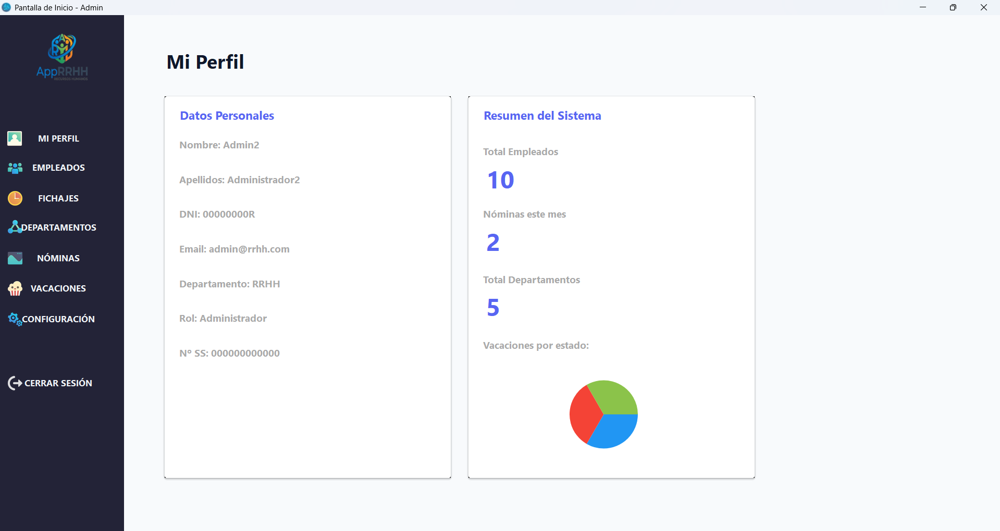 Pantalla de Inicio - Admin
AppRRHH
RECURSOS HUMANOS
MI PERFIL
EMPLEADOS
FICHAJES
DEPARTAMENTOS
NÓMINAS
VACACIONES
CONFIGURACIÓN
CERRAR SESIÓN
Mi Perfil
Datos Personales
Nombre: Admin2
Apellidos: Administrador2
DNI: 00000000R
Email: admin@rrhh.com
Departamento: RRHH
Rol: Administrador
Nº SS: 000000000000
Resumen del Sistema
Total Empleados
10
Nóminas este mes
2
Total Departamentos
5
Vacaciones por estado: